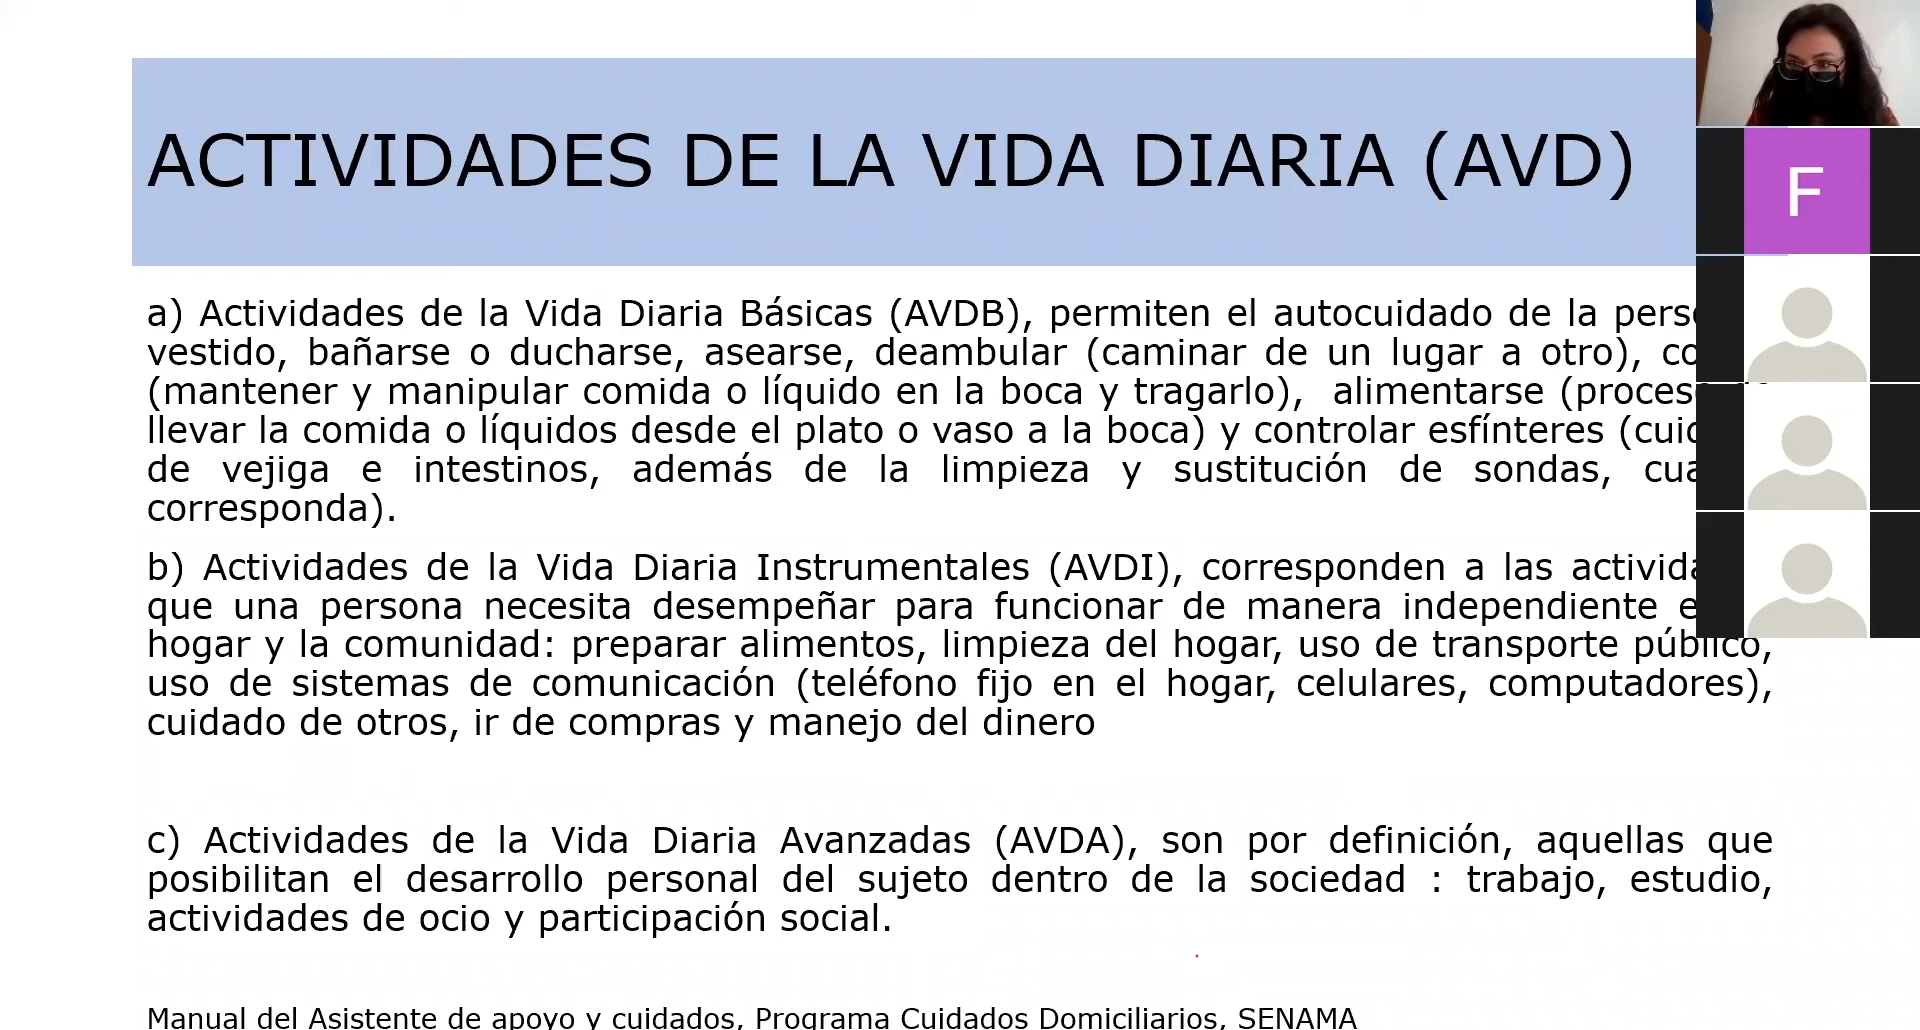 ACTIVIDADES DE LA VIDA DIARIA (AVD)
F
a) Actividades de la Vida Diaria Básicas (AVDB), permiten el autocuidado de la
vestido, bañarse o ducharse, asearse, deambular (caminar de un lugar a otro),
(mantener y manipular comida o líquido en la boca y tragarlo), alimentarse
llevar la comida o líquidos desde el plato o vaso a la boca) y controlar esfínteres
de vejiga e intestinos, además de la limpieza y sustitución de sondas,
corresponda).
b) Actividades de la Vida Diaria Instrumentales (AVDI), corresponden a las
que una persona necesita desempeñar para funcionar de manera independiente
hogar y la comunidad: preparar alimentos, limpieza del hogar, uso de transporte público,
uso de sistemas de comunicación (teléfono fijo en el hogar, celulares, computadores),
cuidado de otros, ir de compras y manejo del dinero
c) Actividades de la Vida Diaria Avanzadas (AVDA), son por definición, aquellas que
posibilitan el desarrollo personal del sujeto dentro de la sociedad : trabajo, estudio,
actividades de ocio y participación social.
Manual del Asistente de apoyo y cuidados, Programa Cuidados Domiciliarios, SENAMA